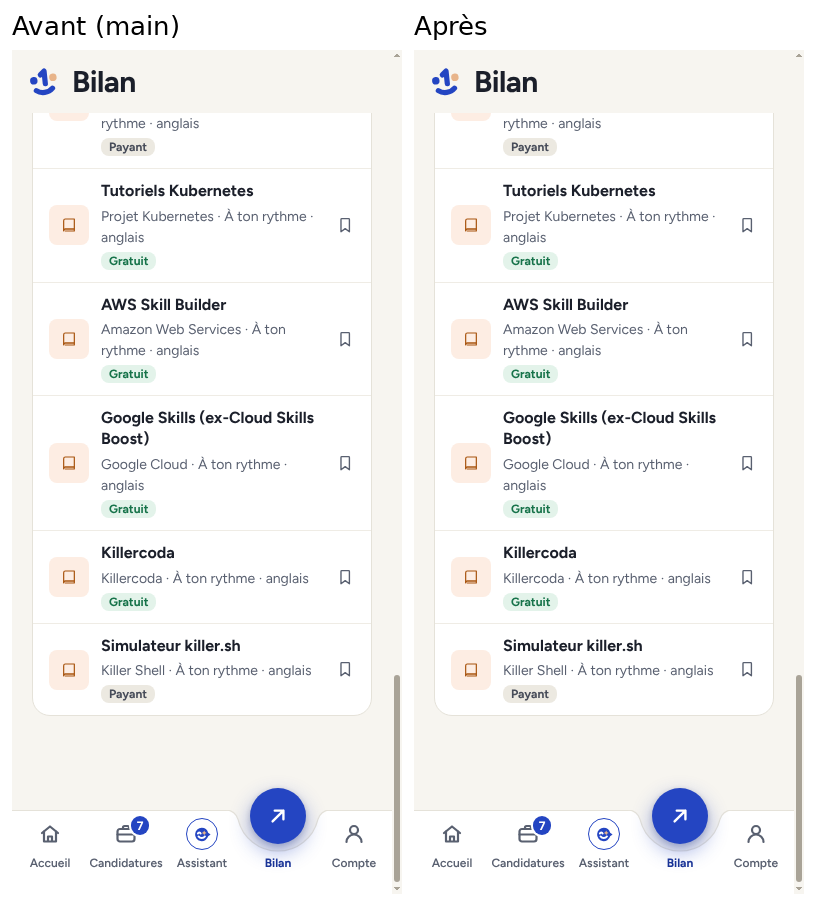 Avant (main)
Bilan
rythme · anglais
Payant
Tutoriels Kubernetes
Projet Kubernetes · À ton rythme ·
anglais
Gratuit
AWS Skill Builder
Amazon Web Services · À ton
rythme · anglais
Gratuit
Google Skills (ex-Cloud Skills
Boost)
Google Cloud · À ton rythme ·
anglais
Gratuit
Killercoda
Killercoda · À ton rythme · anglais
Gratuit
Simulateur killer.sh
Killer Shell · À ton rythme · anglais
Payant
7
Accueil
Candidatures
Assistant
Bilan
Compte
Après
Bilan
rythme · anglais
Payant
Tutoriels Kubernetes
Projet Kubernetes · À ton rythme ·
anglais
Gratuit
AWS Skill Builder
Amazon Web Services · À ton
rythme · anglais
Gratuit
Google Skills (ex-Cloud Skills
Boost)
Google Cloud · À ton rythme ·
anglais
Gratuit
Killercoda
Killercoda · À ton rythme · anglais
Gratuit
Simulateur killer.sh
Killer Shell · À ton rythme · anglais
Payant
7
Accueil
Candidatures
Assistant
Bilan
Compte